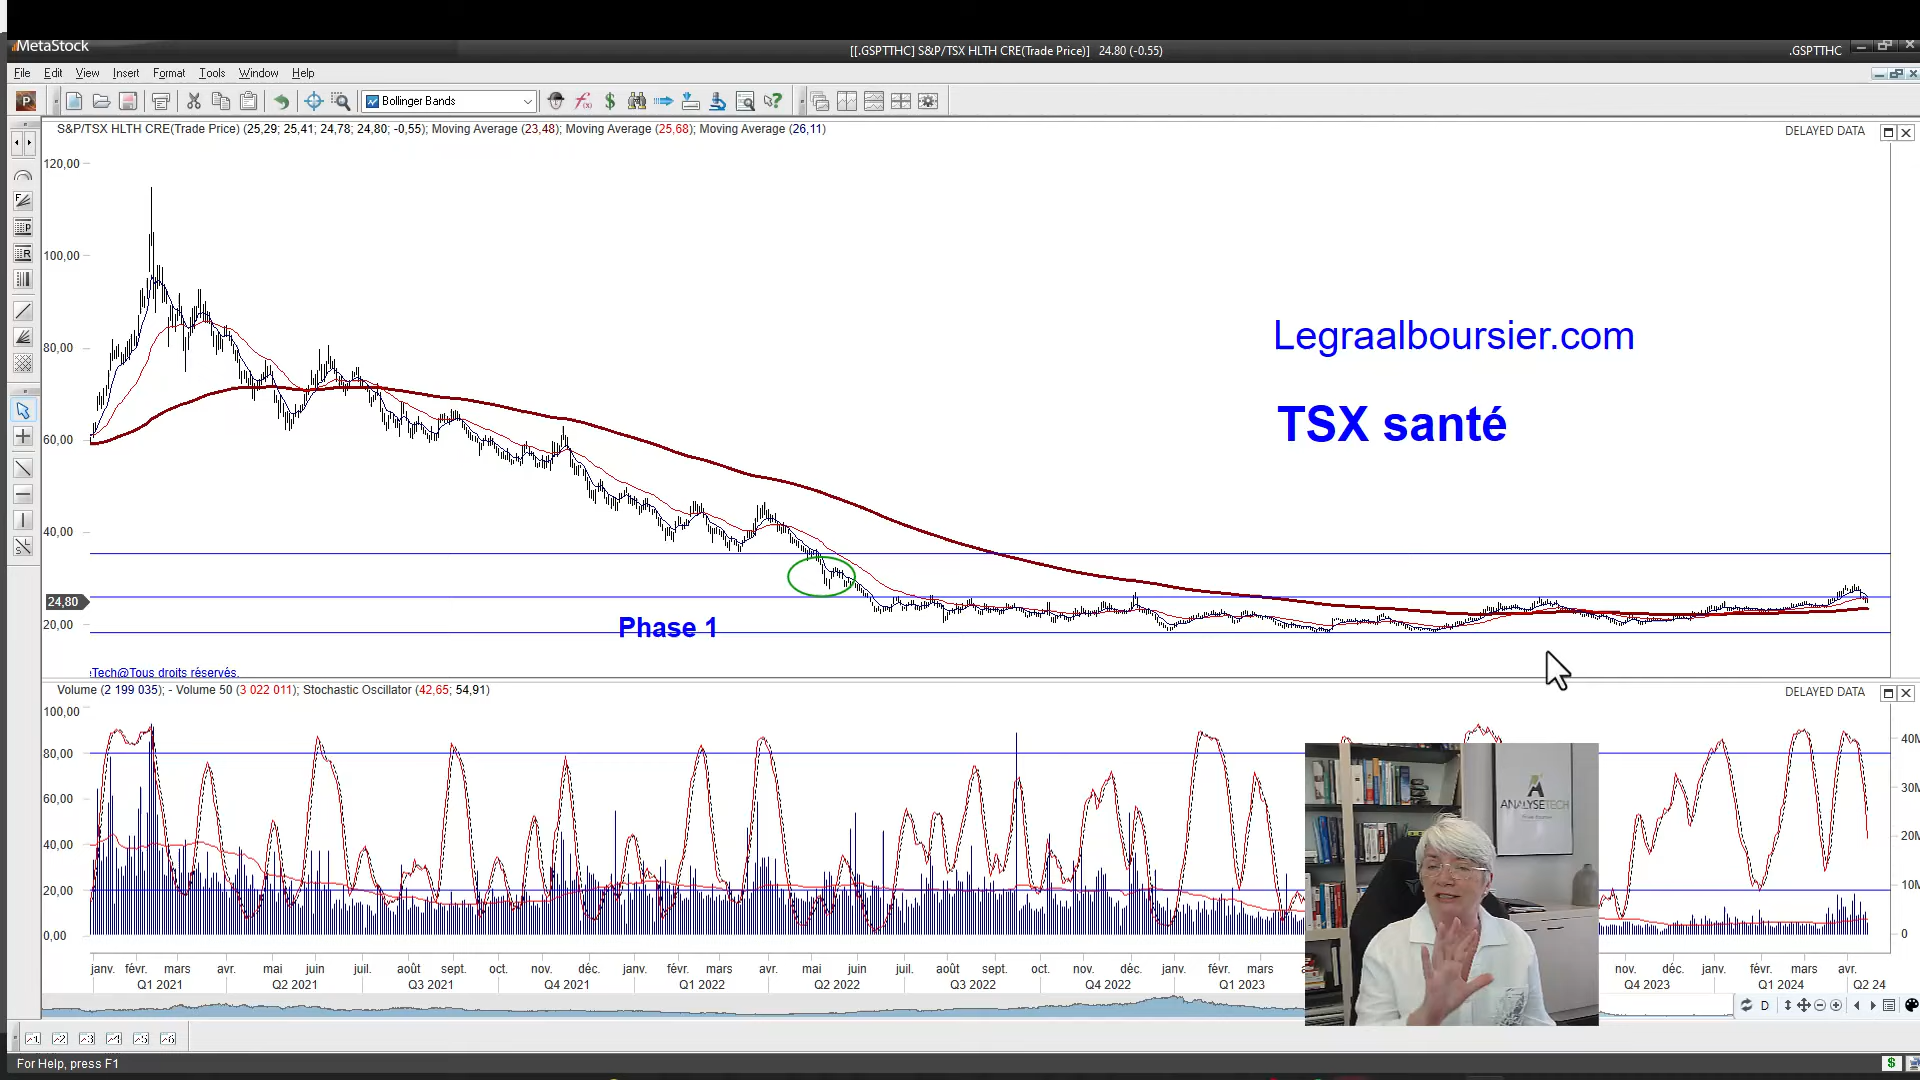 MetaStock
[[.GSPTTHC] S&P/TSX HLTH CRE(Trade Price)] 24.80 (-0.55)
.GSPTTHC
File Edit View Insert Format Tools Window Help
Bollinger Bands
S&P/TSX HLTH CRE(Trade Price) (25,29; 25,41; 24,78; 24,80; -0,55); Moving Average (23,48); Moving Average (25,68); Moving Average (26,11)
DELAYED DATA
120,00
100,00
80,00
60,00
40,00
24,80
20,00
Legraalboursier.com
TSX santé
Phase 1
Tech@Tous droits réservés.
Volume (2 199 035); - Volume 50 (3 022 011); Stochastic Oscillator (42,65; 54,91)
DELAYED DATA
100,00
80,00
60,00
40,00
20,00
0,00
40M
30M
20M
10M
0
ANALYSETECH
janv. févr. mars avr. mai juin juil. août sept. oct. nov. déc. janv. févr. mars avr. mai juin juil. août sept. oct. nov. déc. janv. févr. mars nov. déc. janv. févr. mars avr.
Q1 2021 Q2 2021 Q3 2021 Q4 2021 Q1 2022 Q2 2022 Q3 2022 Q4 2022 Q1 2023 Q4 2023 Q1 2024 Q2 24
D
For Help, press F1